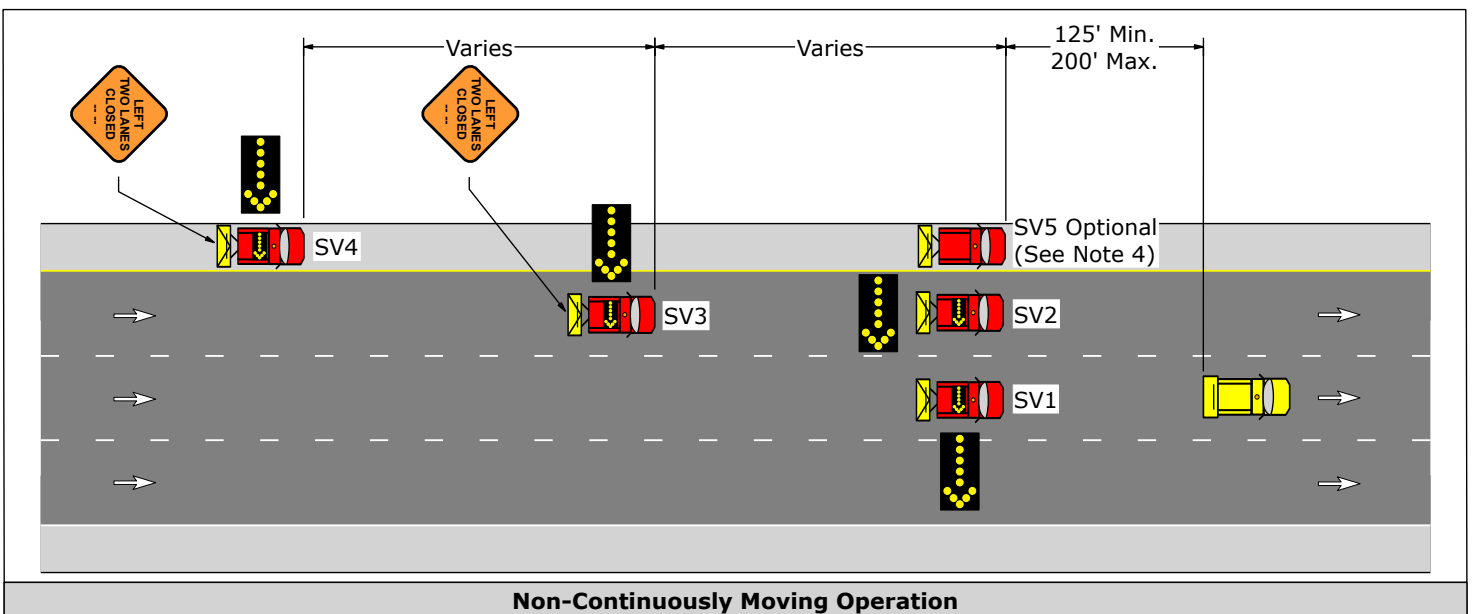 Varies
Varies
125' Min.
200' Max.
LEFT
TWO LANES
CLOSED
-- --
LEFT
TWO LANES
CLOSED
-- --
SV4
SV3
SV5 Optional
(See Note 4)
SV2
SV1
Non-Continuously Moving Operation